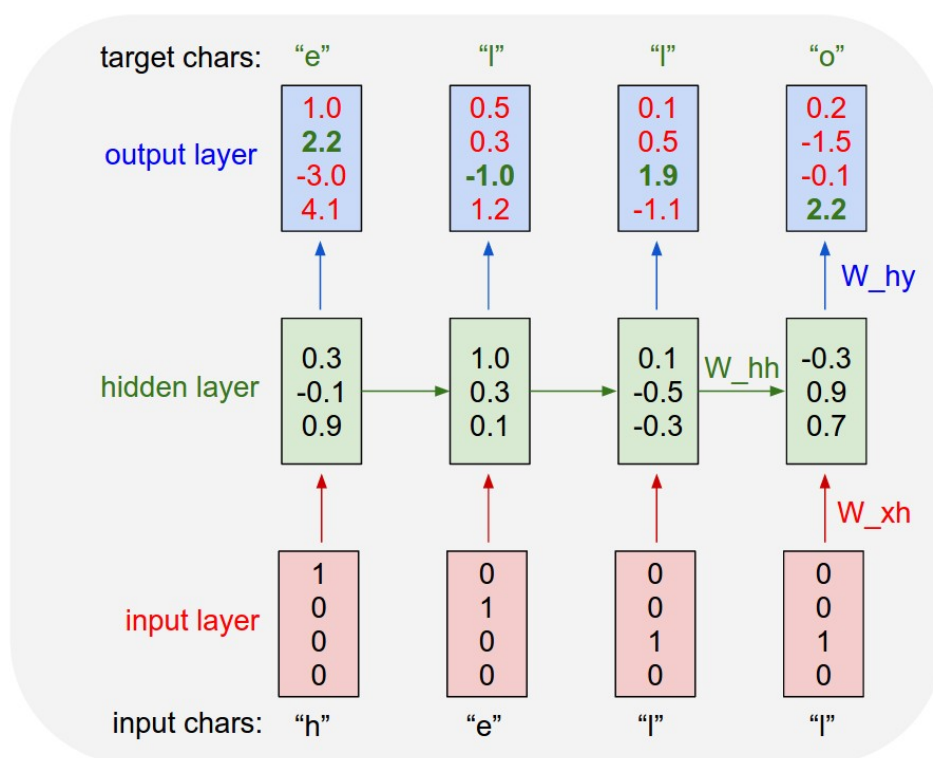 target chars: “e” “l” “l” “o”
1.0 0.5 0.1 0.2
2.2 0.3 0.5 -1.5
output layer
-3.0 -1.0 1.9 -0.1
4.1 1.2 -1.1 2.2
W_hy
0.3 1.0 0.1 -0.3
W_hh
hidden layer -0.1 0.3 -0.5 0.9
0.9 0.1 -0.3 0.7
W_xh
1 0 0 0
0 1 0 0
input layer
0 0 1 1
0 0 0 0
input chars: “h” “e” “l” “l”